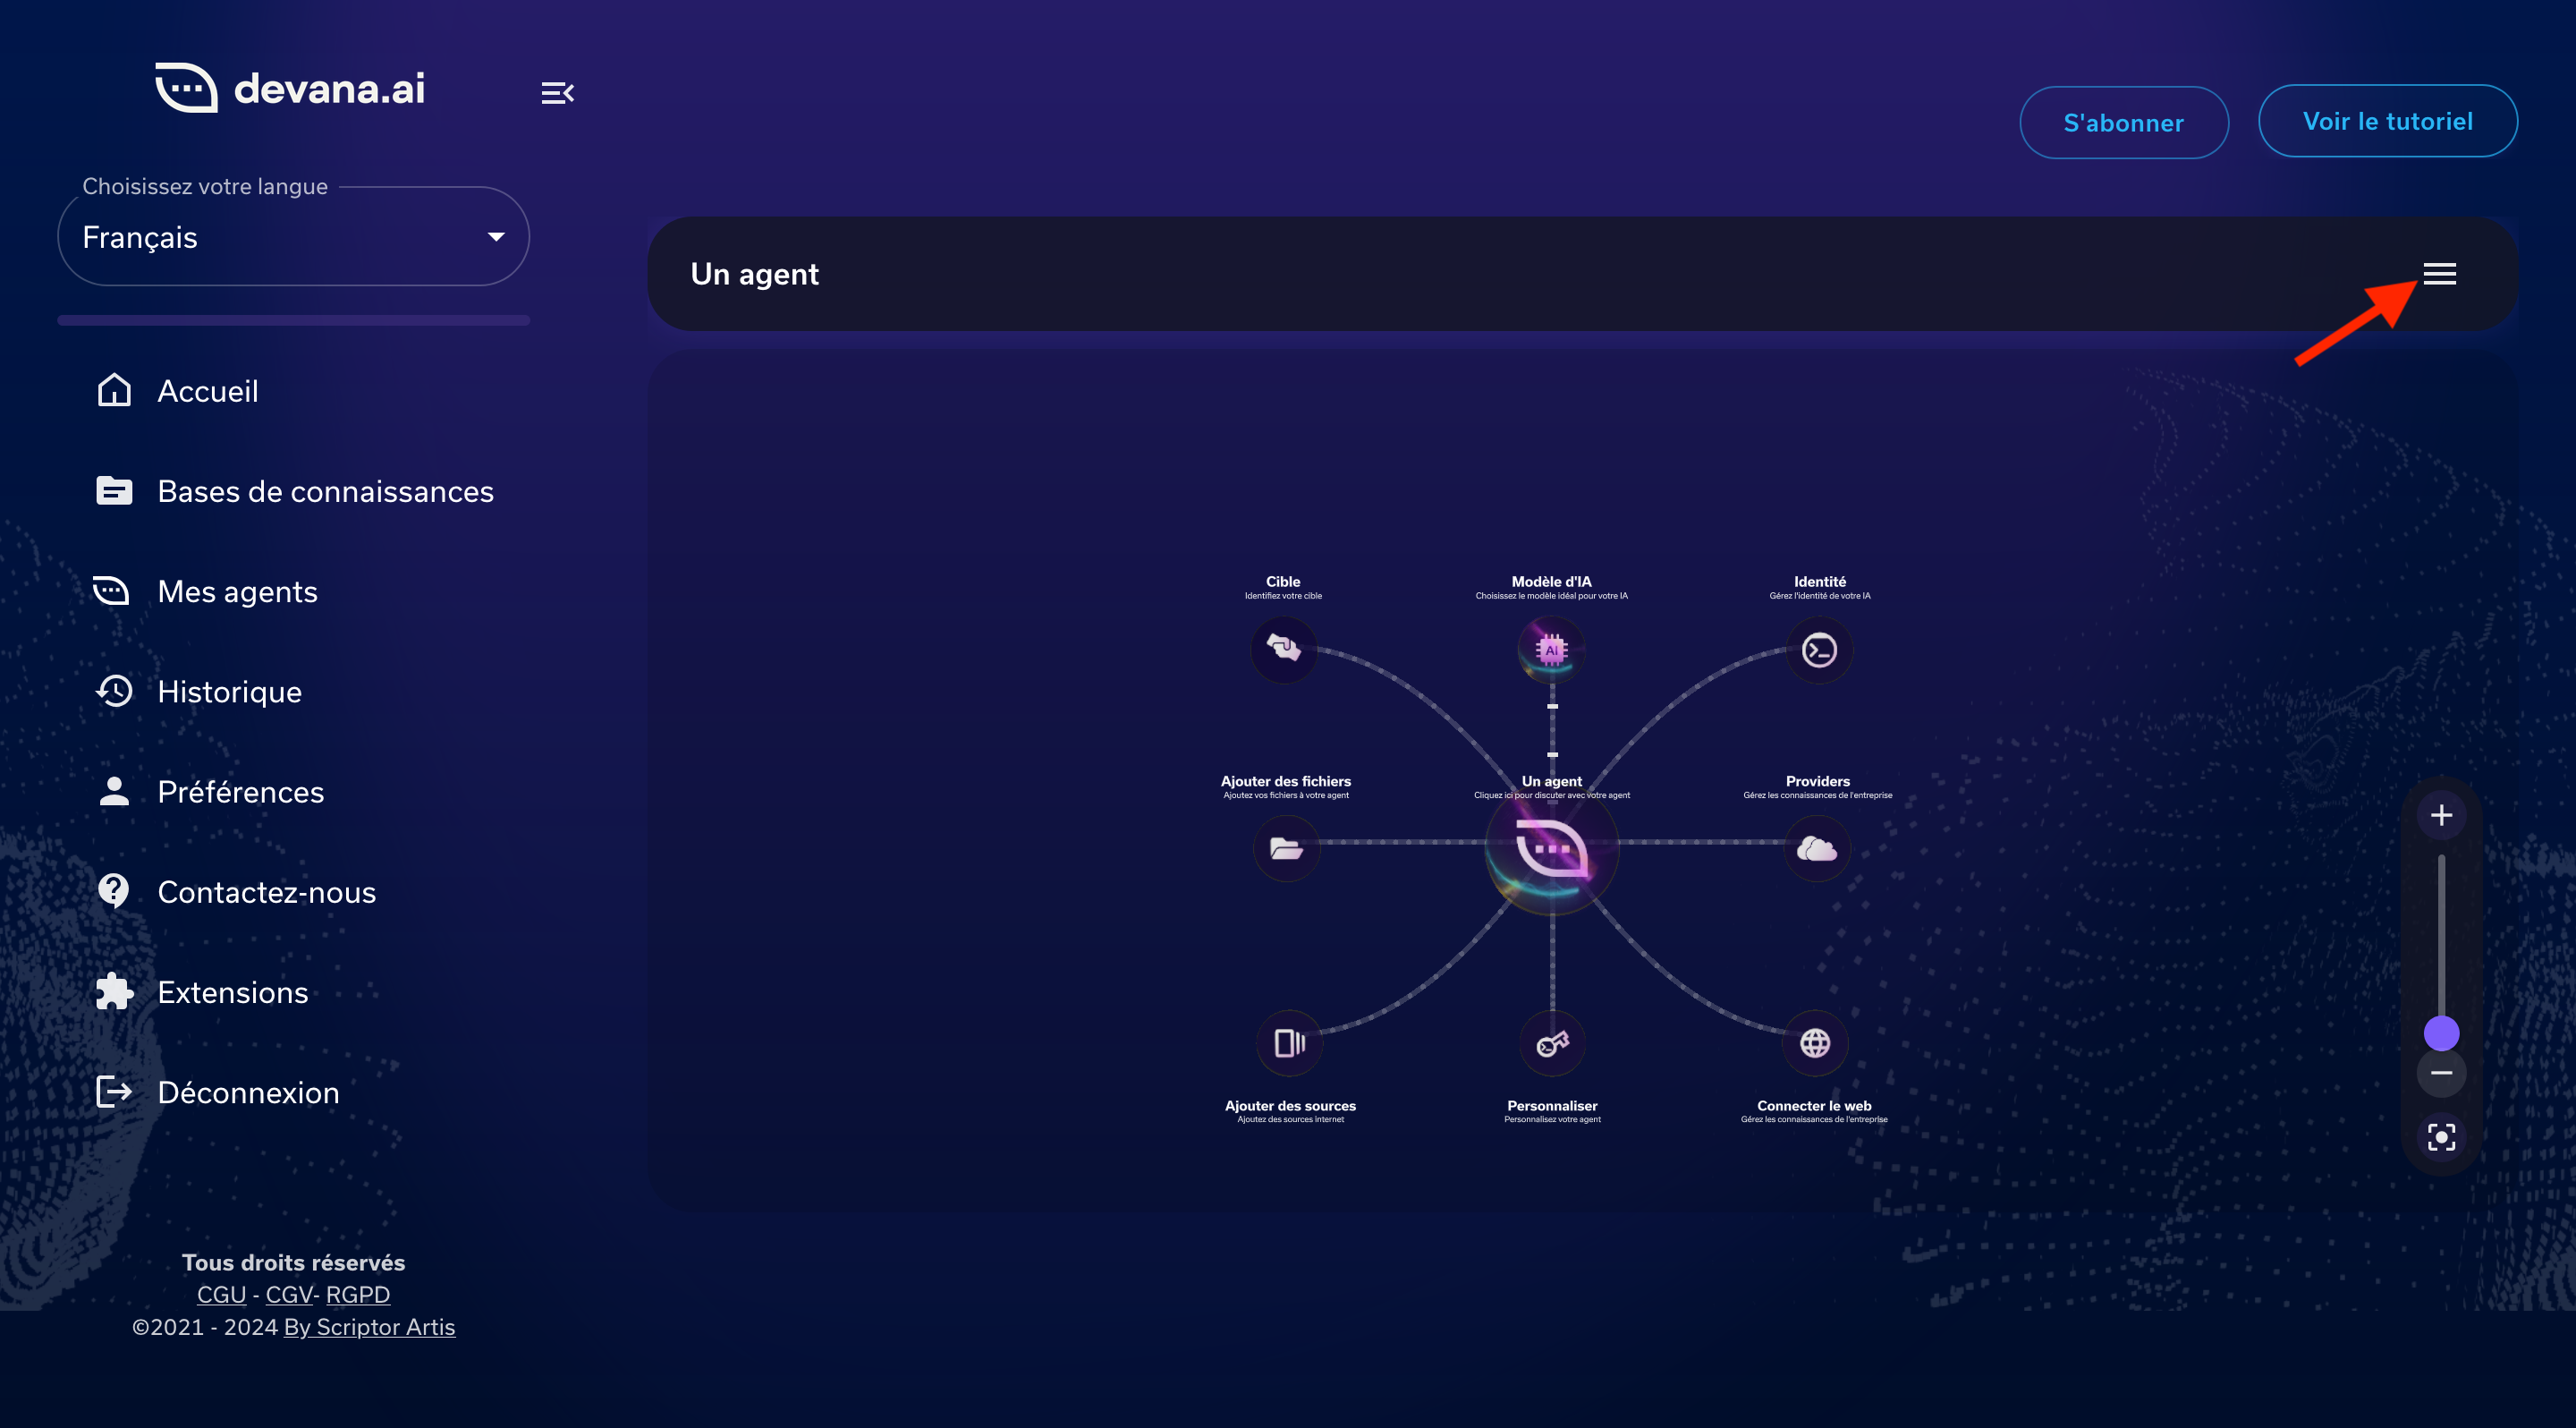 devana.ai
S'abonner
Voir le tutoriel
Choisissez votre langue
Français
Un agent
Accueil
Bases de connaissances
Mes agents
Historique
Préférences
Contactez-nous
Extensions
Déconnexion
Cible
Identifiez votre cible
Modèle d'IA
Choisissez le modèle idéal pour votre IA
AI
Identité
Gérez l'identité de votre IA
Ajouter des fichiers
Ajoutez vos fichiers à votre agent
Un agent
Cliquez ici pour discuter avec votre agent
Providers
Gérez les connaissances de l'entreprise
Ajouter des sources
Ajoutez des sources internet
Personnaliser
Personnalisez votre agent
Connecter le web
Gérez les connaissances de l'entreprise
Tous droits réservés
CGU - CGV- RGPD
©2021 - 2024 By Scriptor Artis